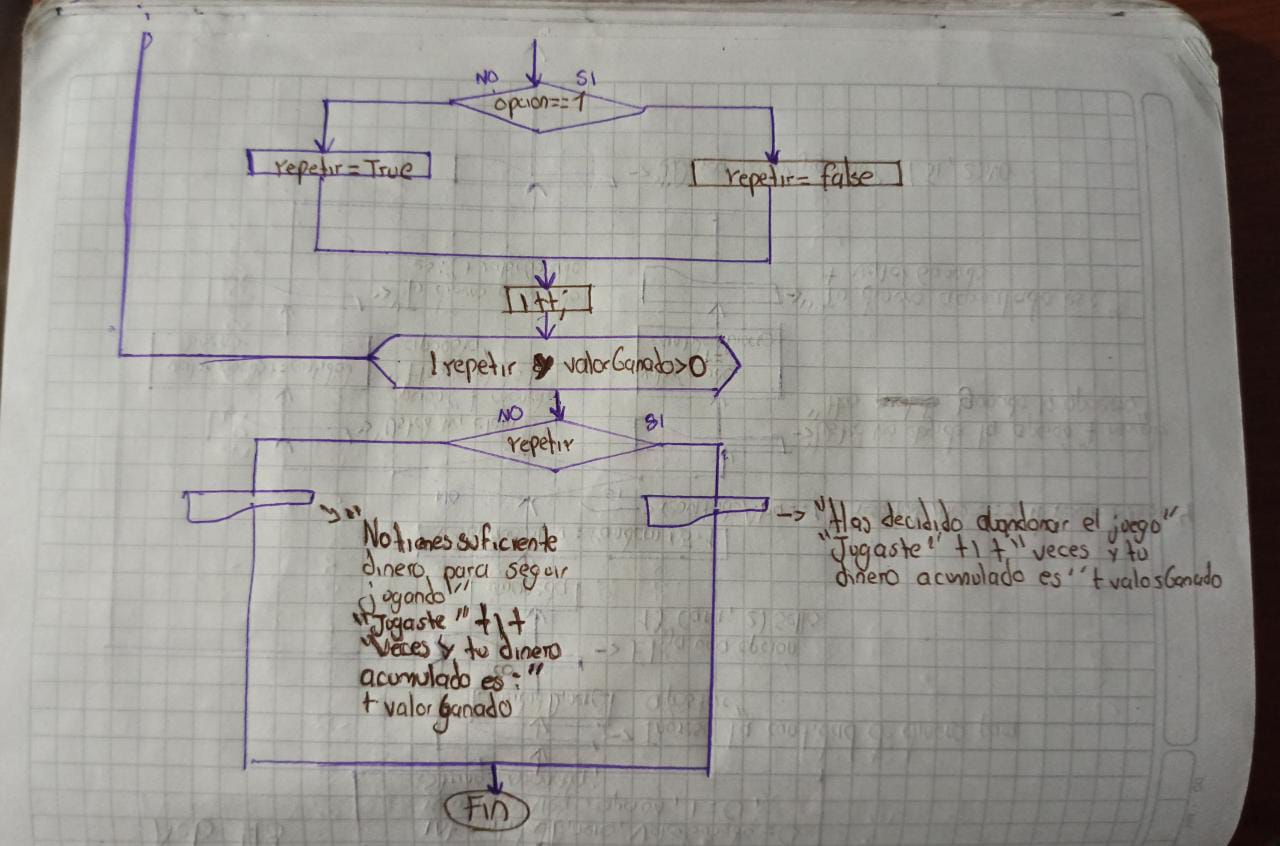 NO SI
opcion==1
repetir=True
repetir=false
i++;
!repetir y valorGanado>0
NO SI
repetir
-> "Has decidido abandonar el juego"
"Jugaste" +i+" veces y tu
dinero acumulado es" + valosGanado
"
No tienes suficiente
dinero para seguir
jugando"
"Jugaste" +i+
"Veces y tu dinero
acumulado es:"
+ valorGanado
Fin